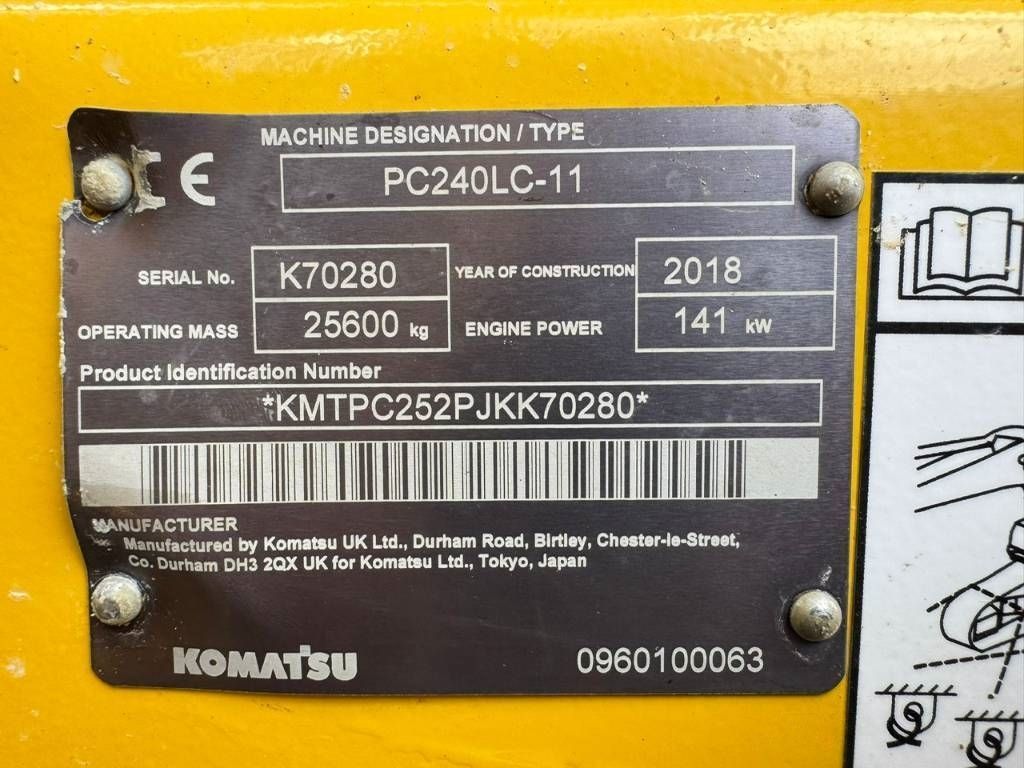 MACHINE DESIGNATION / TYPE
CE
PC240LC-11
SERIAL No. K70280 YEAR OF CONSTRUCTION 2018
OPERATING MASS 25600 kg ENGINE POWER 141 kW
Product Identification Number
*KMTPC252PJKK70280*
MANUFACTURER
Manufactured by Komatsu UK Ltd., Durham Road, Birtley, Chester-le-Street,
Co. Durham DH3 2QX UK for Komatsu Ltd., Tokyo, Japan
KOMATSU 0960100063